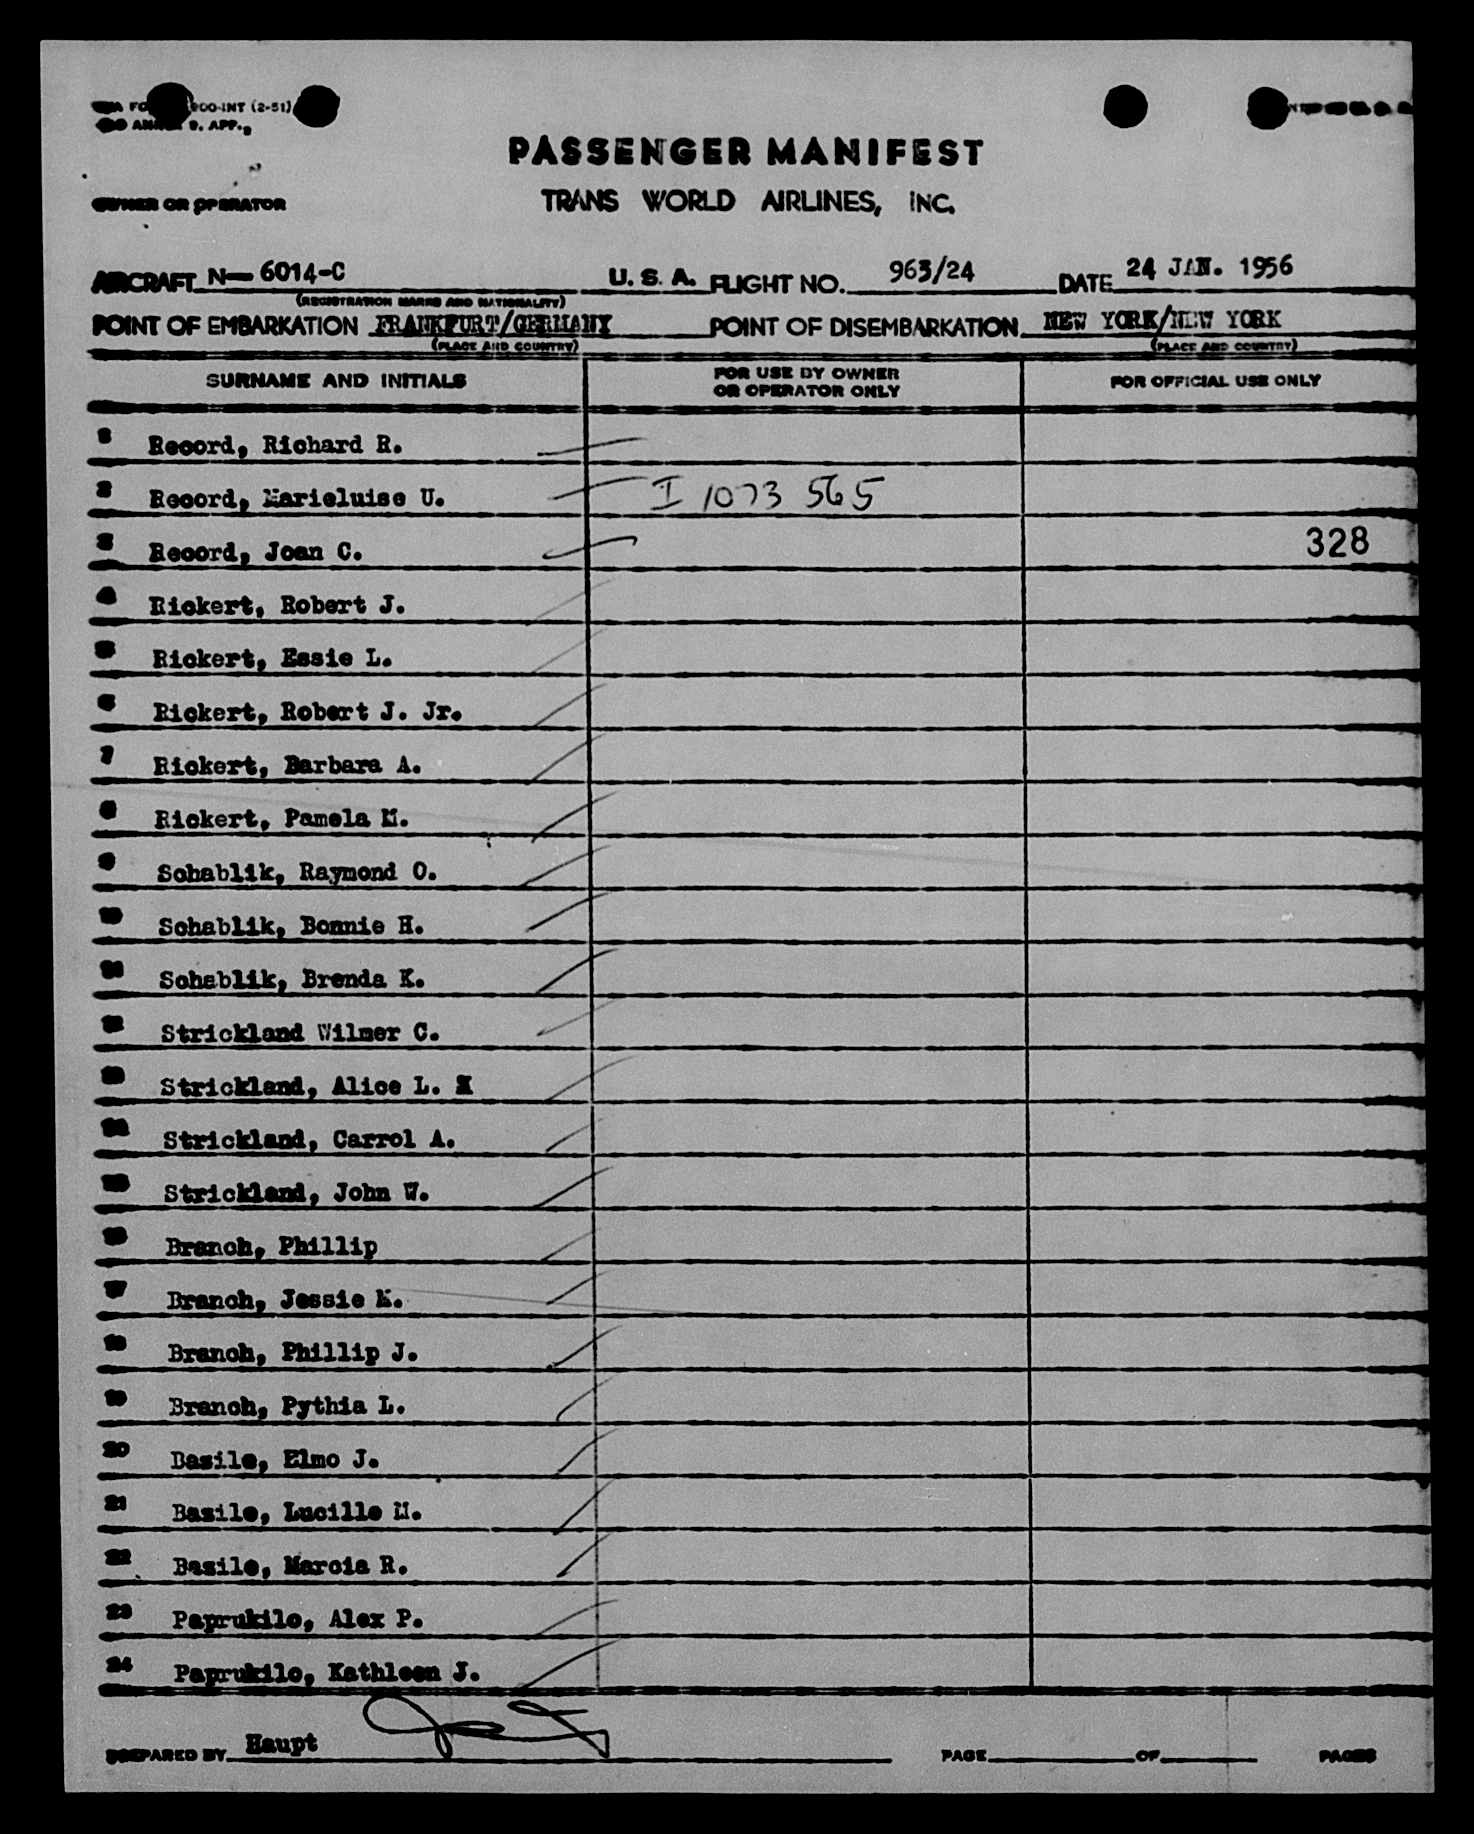 -INT (2-51)
9. APP.
PASSENGER MANIFEST
OWNER OR OPERATOR
TRANS WORLD AIRLINES, INC.
AIRCRAFT N- 6014-C U. S. A. FLIGHT NO. 963/24 DATE 24 JAN. 1956
(REGISTRATION MARKS AND NATIONALITY)
POINT OF EMBARKATION FRANKFURT/GERMANY POINT OF DISEMBARKATION NEW YORK/NEW YORK
(PLACE AND COUNTRY) (PLACE AND COUNTRY)
SURNAME AND INITIALS FOR USE BY OWNER OR OPERATOR ONLY FOR OFFICIAL USE ONLY
1 Record, Richard R.
2 Record, Marieluise U. I 1073 565
3 Record, Joan C. 328
4 Rickert, Robert J.
5 Rickert, Essie L.
6 Rickert, Robert J. Jr.
7 Rickert, Barbara A.
8 Rickert, Pamela M.
9 Schablik, Raymond O.
10 Schablik, Bonnie H.
11 Schablik, Brenda K.
12 Strickland Wilmer C.
13 Strickland, Alice L.
14 Strickland, Carrol A.
15 Strickland, John W.
16 Branch, Phillip
17 Branch, Jessie M.
18 Branch, Phillip J.
19 Branch, Pythia L.
20 Basile, Elmo J.
21 Basile, Lucille M.
22 Basile, Marcia R.
23 Paprukilo, Alex P.
24 Paprukilo, Kathleen J.
PREPARED BY Haupt PAGE OF PAGES